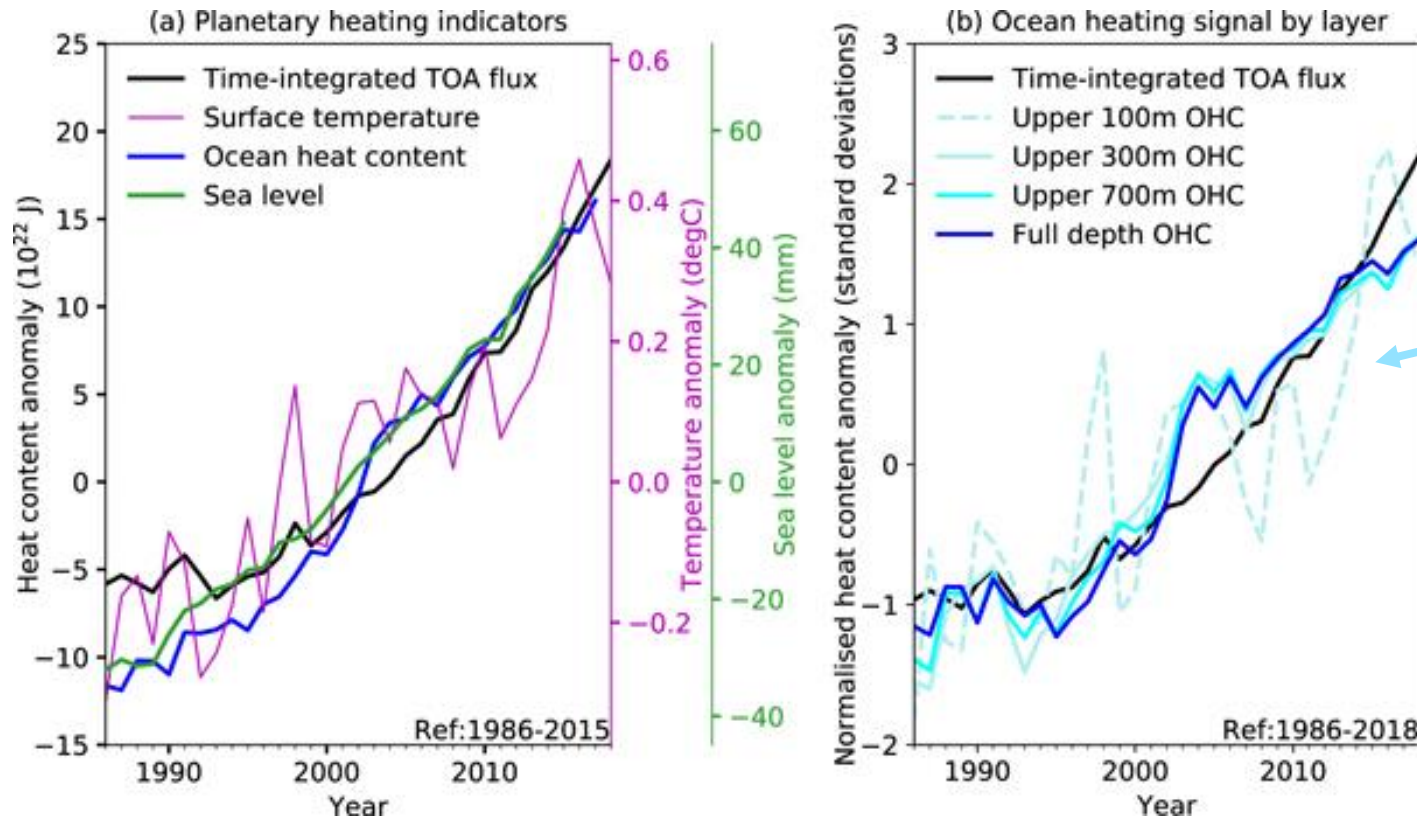 (a) Planetary heating indicators
Heat content anomaly (10²² J)
25
20
15
10
5
0
−5
−10
−15
Time-integrated TOA flux
Surface temperature
Ocean heat content
Sea level
Ref:1986-2015
1990
2000
2010
Year
0.6
0.4
0.2
0.0
−0.2
Temperature anomaly (degC)
60
40
20
0
−20
−40
Sea level anomaly (mm)
(b) Ocean heating signal by layer
Normalised heat content anomaly (standard deviations)
3
2
1
0
−1
−2
Time-integrated TOA flux
Upper 100m OHC
Upper 300m OHC
Upper 700m OHC
Full depth OHC
Ref:1986-2018
1990
2000
2010
Year